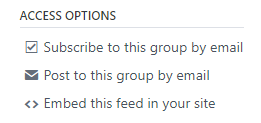 ACCESS OPTIONS
Subscribe to this group by email
Post to this group by email
Embed this feed in your site